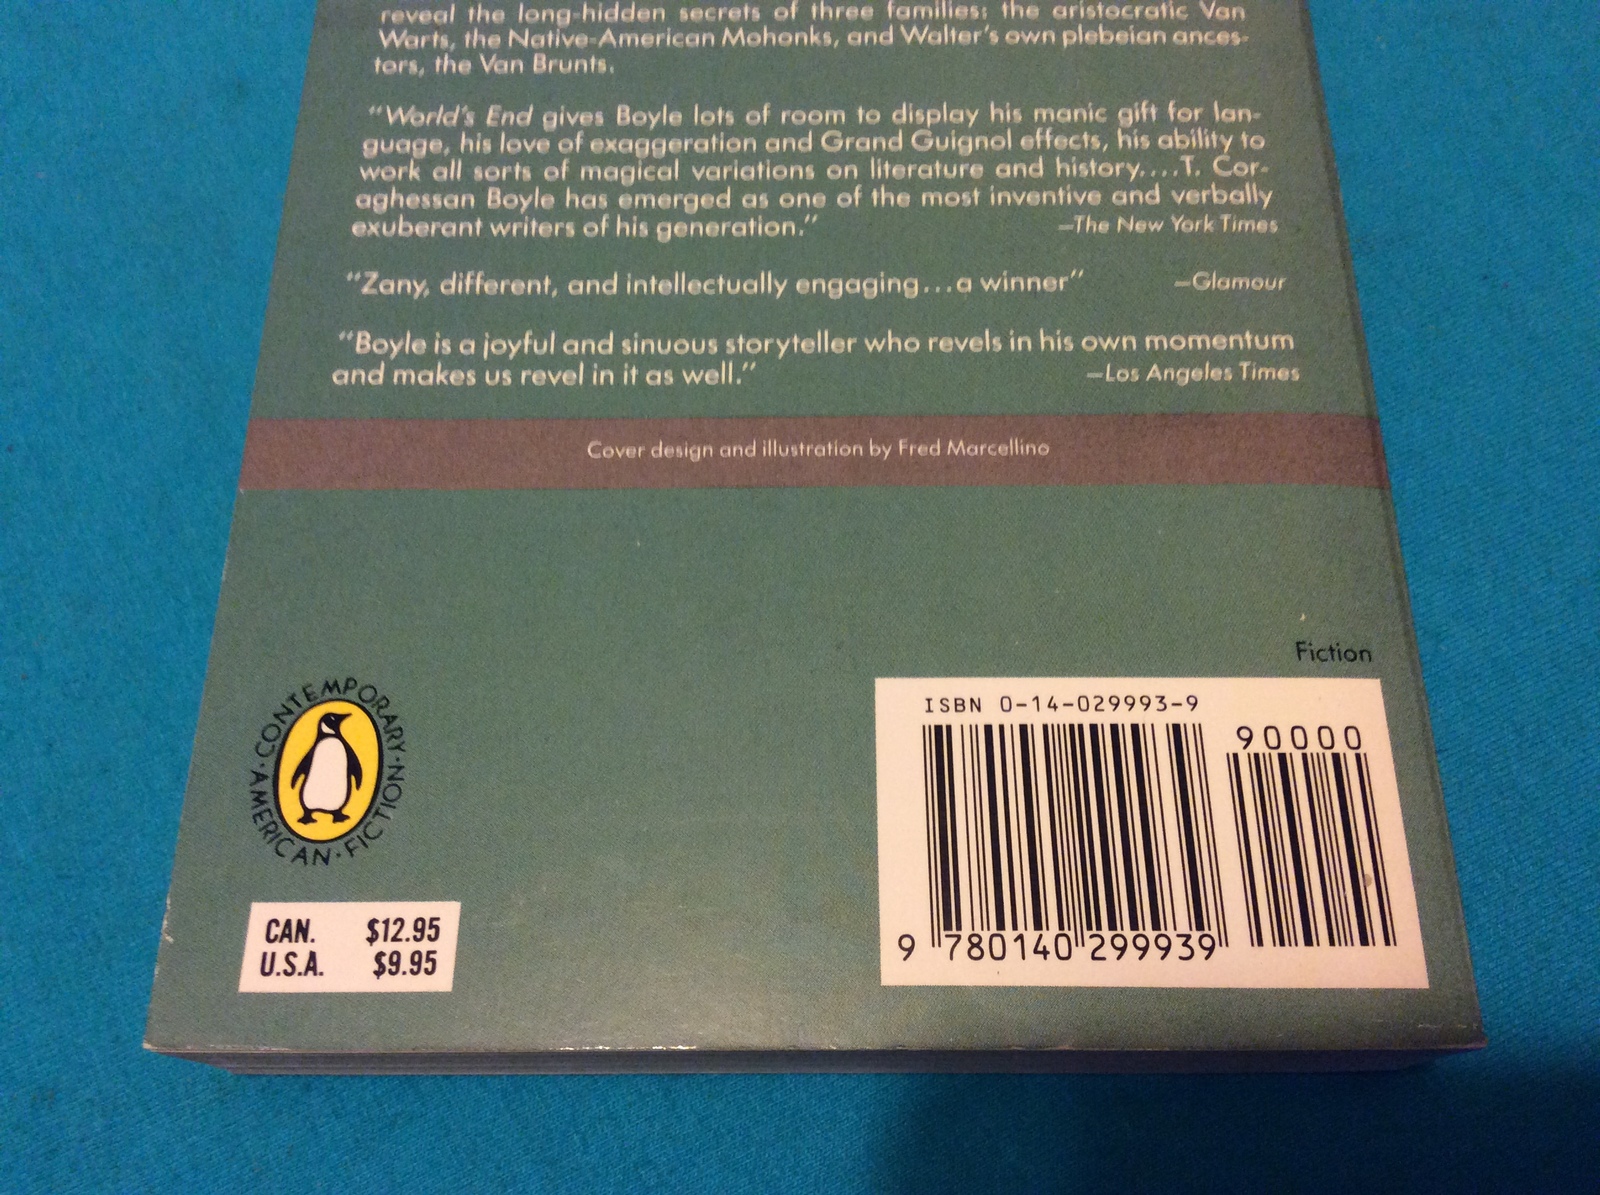 reveal the long-hidden secrets of three families: the aristocratic Van
Warts, the Native-American Mohonks, and Walter's own plebeian ances-
tors, the Van Brunts.
"World's End gives Boyle lots of room to display his manic gift for lan-
guage, his love of exaggeration and Grand Guignol effects, his ability to
work all sorts of magical variations on literature and history....T. Cor-
aghessan Boyle has emerged as one of the most inventive and verbally
exuberant writers of his generation." —The New York Times
"Zany, different, and intellectually engaging...a winner" —Glamour
"Boyle is a joyful and sinuous storyteller who revels in his own momentum
and makes us revel in it as well." —Los Angeles Times
Cover design and illustration by Fred Marcellino
Fiction
CONTEMPORARY · AMERICAN · FICTION ·
CAN. $12.95
U.S.A. $9.95
ISBN 0-14-029993-9
90000
9 780140 299939